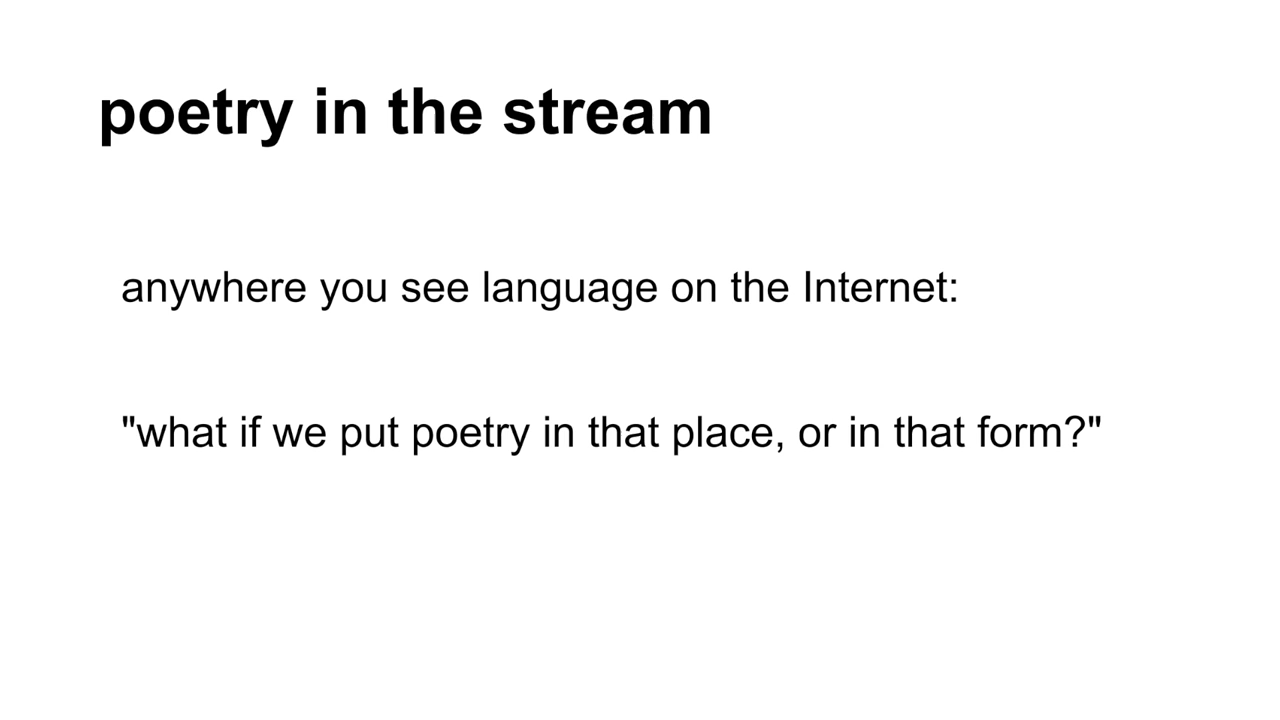 poetry in the stream
anywhere you see language on the Internet:
"what if we put poetry in that place, or in that form?"